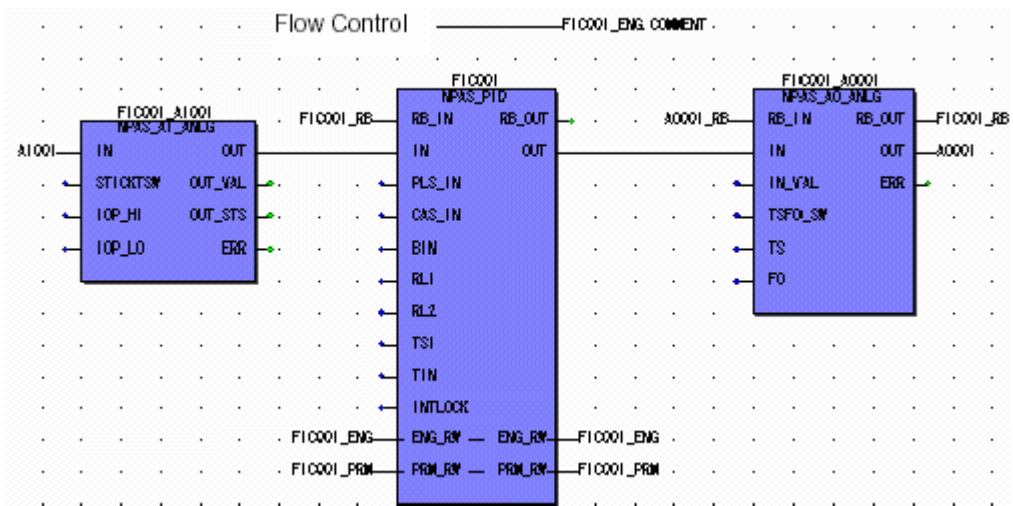 Flow Control FIC001_ENG.COMMENT
FIC001_AI001
NPAS_AI_ANLG
AI001 IN OUT
STICKTSW OUT_VAL
IOP_HI OUT_STS
IOP_LO ERR
FIC001
NPAS_PID
FIC001_RB RB_IN RB_OUT
IN OUT
PLS_IN
CAS_IN
BIN
RL1
RL2
TSI
TIN
INTLOCK
FIC001_ENG ENG_RW — ENG_RW FIC001_ENG
FIC001_PRM PRM_RW — PRM_RW FIC001_PRM
FIC001_AO001
NPAS_AO_ANLG
AO001_RB RB_IN RB_OUT FIC001_RB
IN OUT AO001
IN_VAL ERR
TSFO_SW
TS
FO